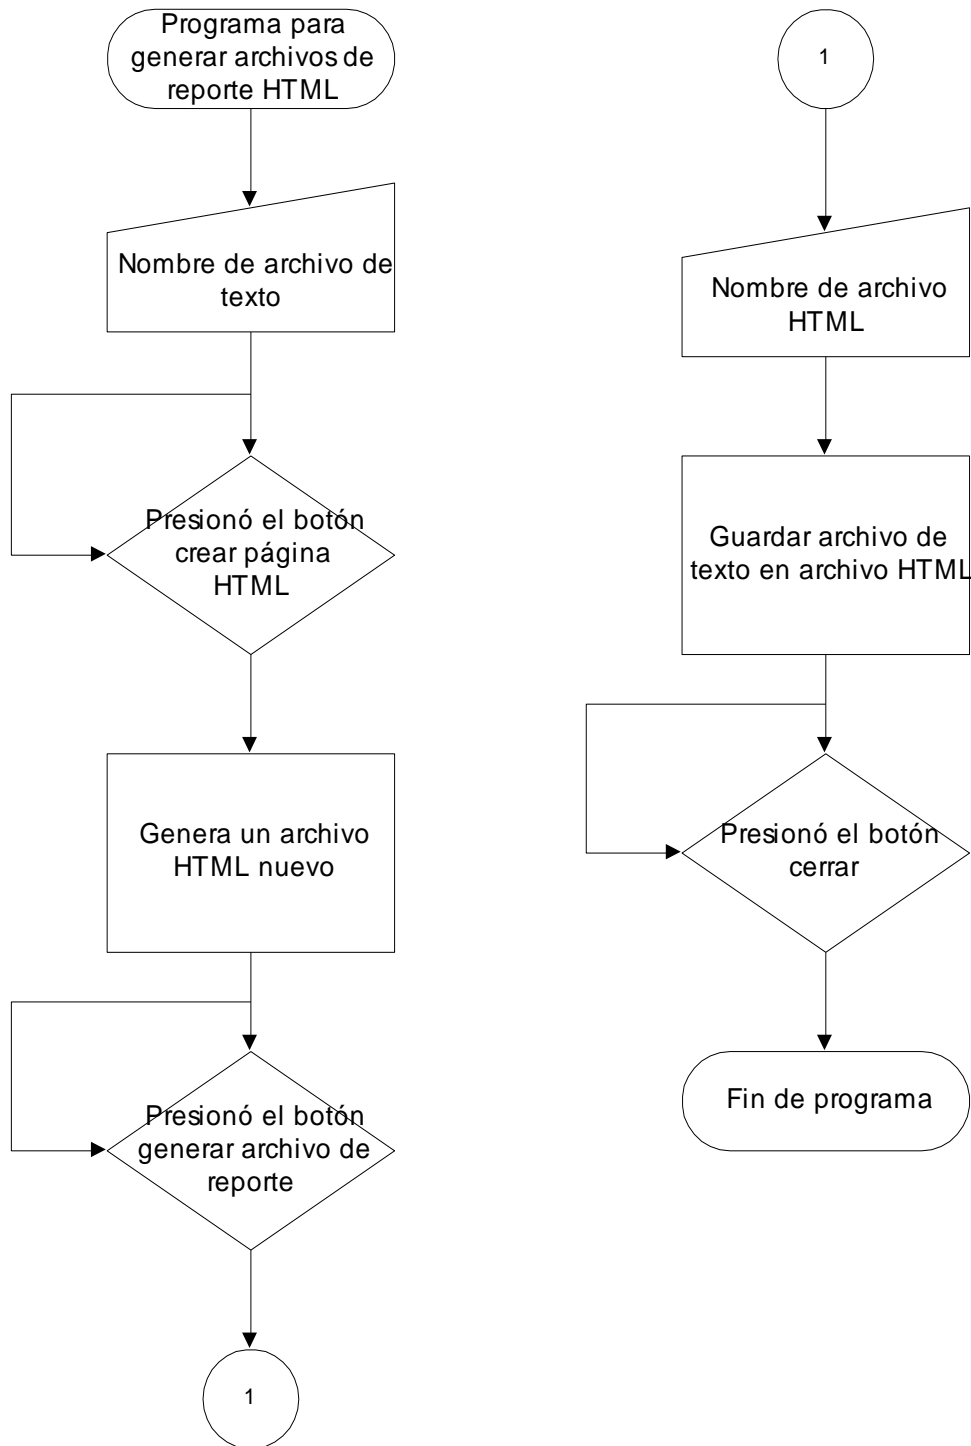 Programa para
generar archivos de
reporte HTML
Nombre de archivo de
texto
Presionó el botón
crear página
HTML
Genera un archivo
HTML nuevo
Presionó el botón
generar archivo de
reporte
1
1
Nombre de archivo
HTML
Guardar archivo de
texto en archivo HTML
Presionó el botón
cerrar
Fin de programa